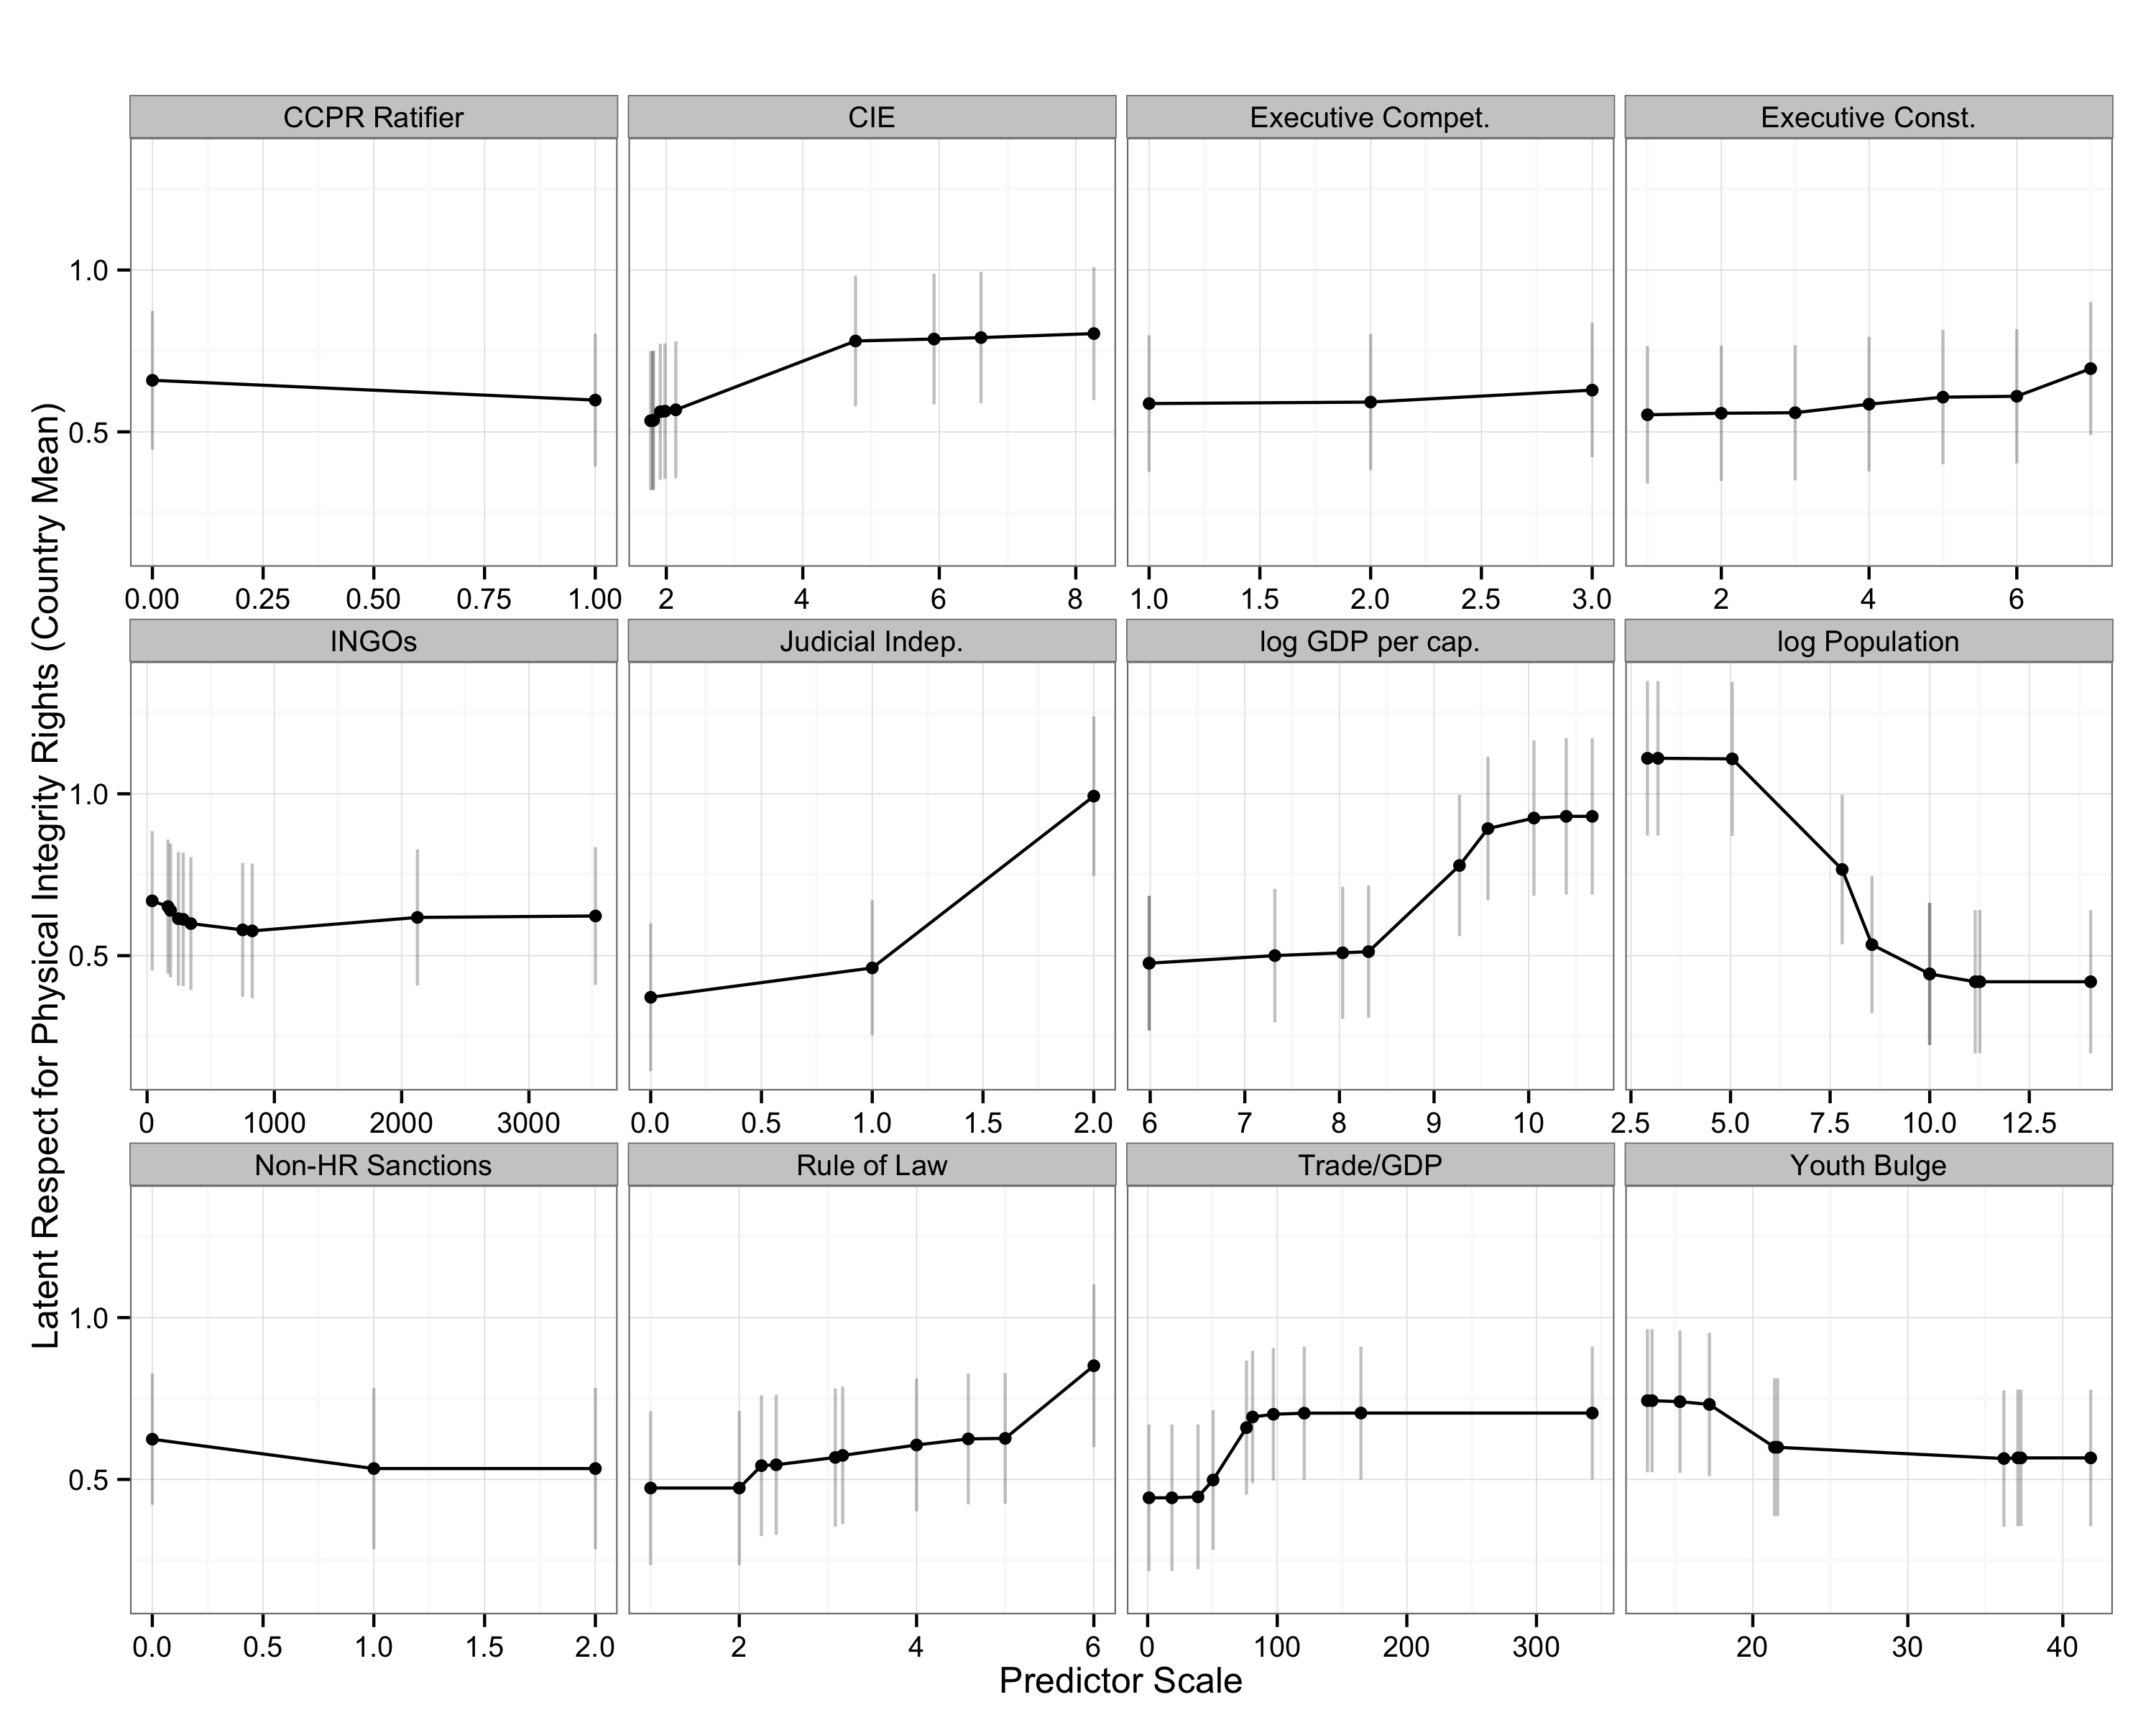 CCPR Ratifier CIE Executive Compet. Executive Const.
1.0
0.5
0.00 0.25 0.50 0.75 1.00 2 4 6 8 1.0 1.5 2.0 2.5 3.0 2 4 6
INGOs Judicial Indep. log GDP per cap. log Population
1.0
0.5
0 1000 2000 3000 0.0 0.5 1.0 1.5 2.0 6 7 8 9 10 2.5 5.0 7.5 10.0 12.5
Non-HR Sanctions Rule of Law Trade/GDP Youth Bulge
1.0
0.5
0.0 0.5 1.0 1.5 2.0 2 4 6 0 100 200 300 20 30 40
Predictor Scale
Latent Respect for Physical Integrity Rights (Country Mean)